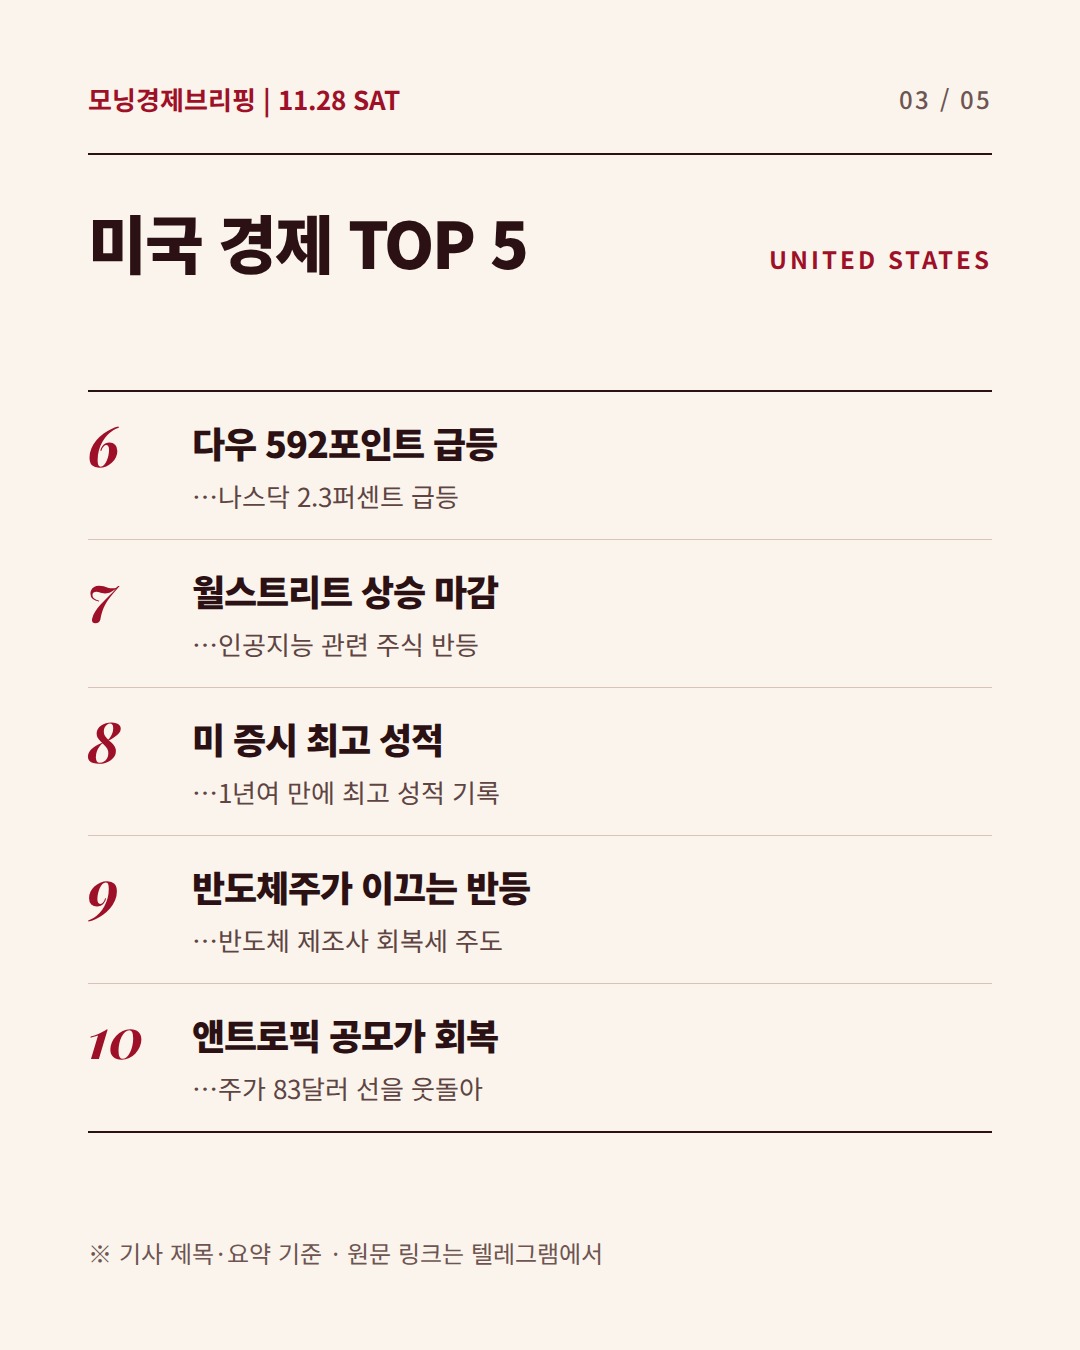 모닝경제브리핑 | 11.28 SAT
03 / 05
미국 경제 TOP 5
UNITED STATES
6
다우 592포인트 급등
…나스닥 2.3퍼센트 급등
7
월스트리트 상승 마감
…인공지능 관련 주식 반등
8
미 증시 최고 성적
…1년여 만에 최고 성적 기록
9
반도체주가 이끄는 반등
…반도체 제조사 회복세 주도
10
앤트로픽 공모가 회복
…주가 83달러 선을 웃돌아
※ 기사 제목·요약 기준 · 원문 링크는 텔레그램에서